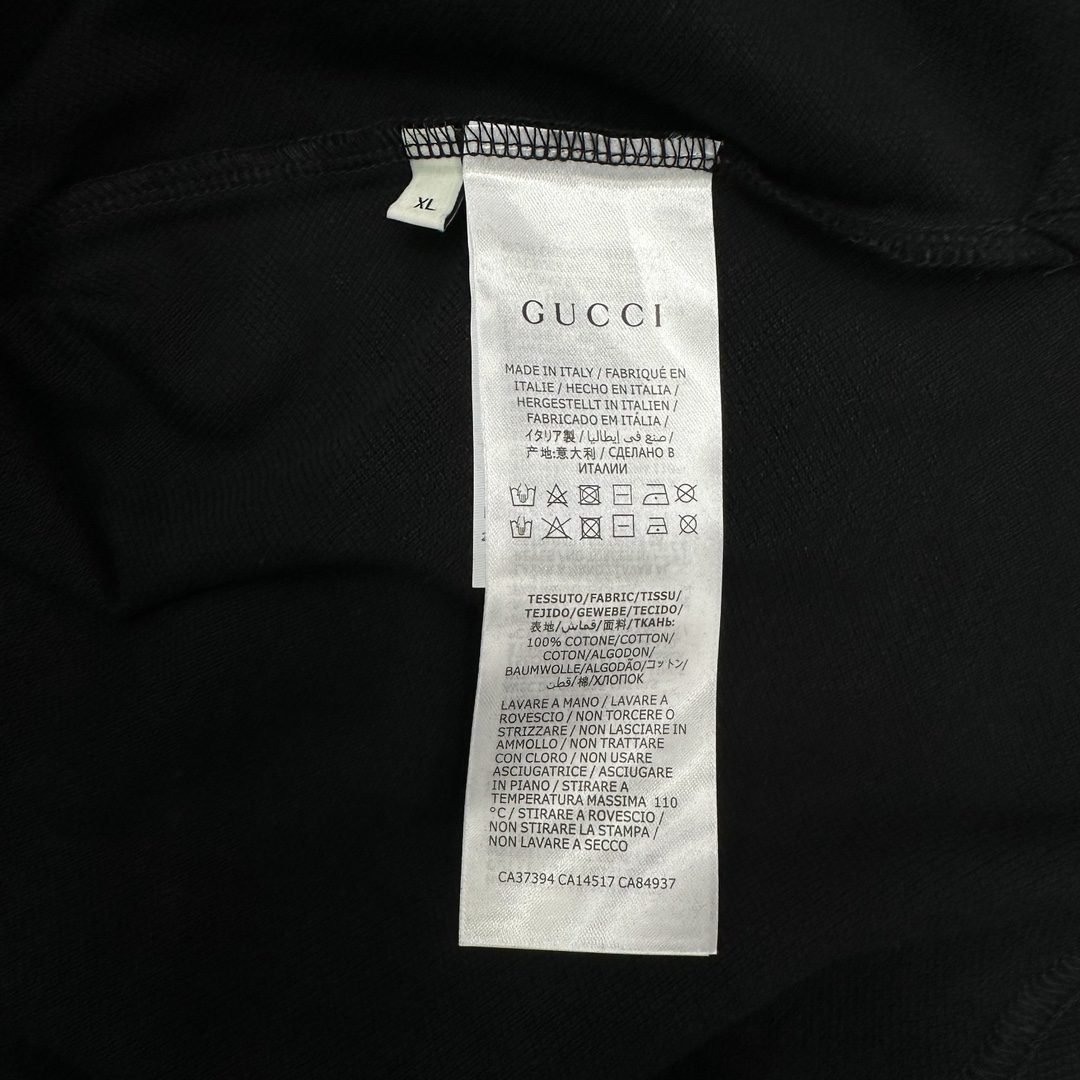 XL
GUCCI
MADE IN ITALY / FABRIQUÉ EN
ITALIE / HECHO EN ITALIA /
HERGESTELLT IN ITALIEN /
FABRICADO EM ITÁLIA /
イタリア製 / صنع في إيطاليا /
产地:意大利 / СДЕЛАНО В
ИТАЛИИ
TESSUTO/FABRIC/TISSU/
TEJIDO/GEWEBE/TECIDO/
表地/قماش/面料/ТКАНЬ:
100% COTONE/COTTON/
COTON/ALGODON/
BAUMWOLLE/ALGODÃO/コットン/
قطن/棉/ХЛОПОК
LAVARE A MANO / LAVARE A
ROVESCIO / NON TORCERE O
STRIZZARE / NON LASCIARE IN
AMMOLLO / NON TRATTARE
CON CLORO / NON USARE
ASCIUGATRICE / ASCIUGARE
IN PIANO / STIRARE A
TEMPERATURA MASSIMA 110
°C / STIRARE A ROVESCIO /
NON STIRARE LA STAMPA /
NON LAVARE A SECCO
CA37394 CA14517 CA84937